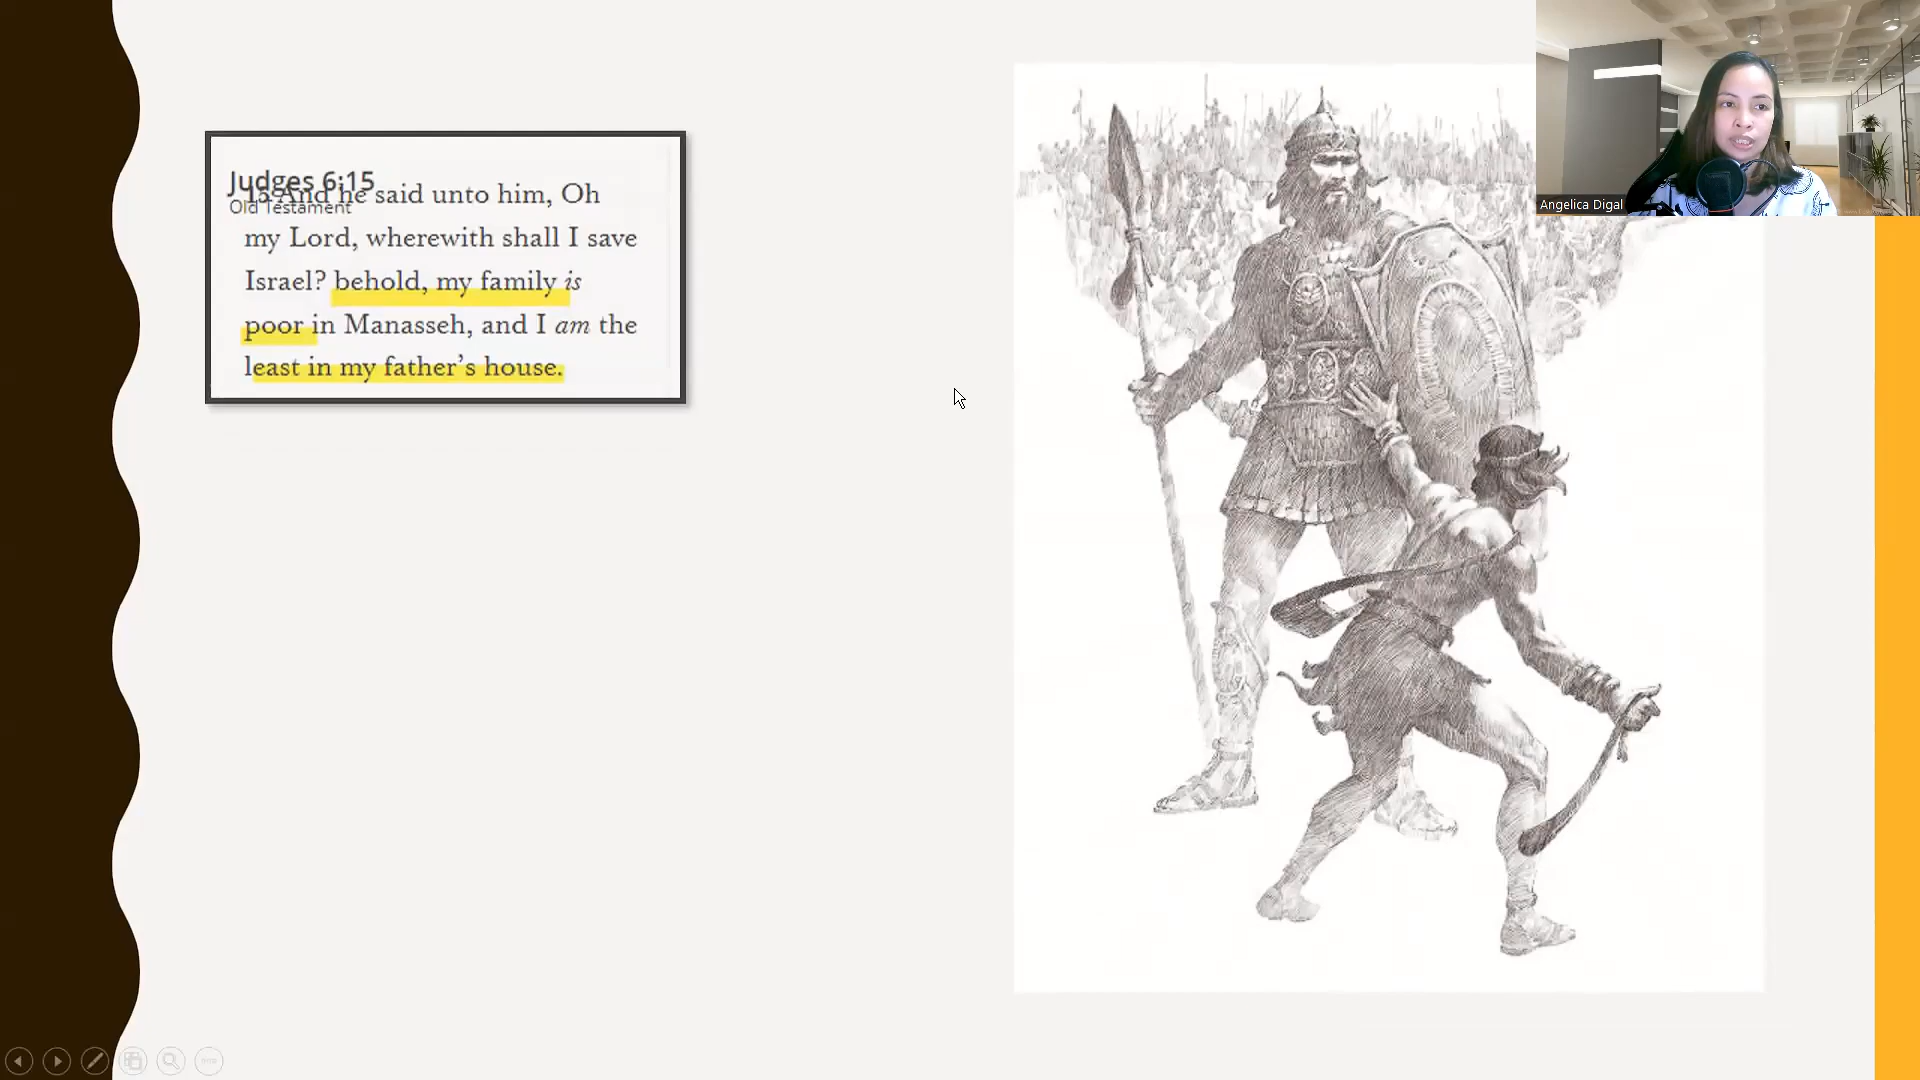 Judges 6:15
Old Testament
15 And he said unto him, Oh
my Lord, wherewith shall I save
Israel? behold, my family is
poor in Manasseh, and I am the
least in my father's house.
Angelica Digal